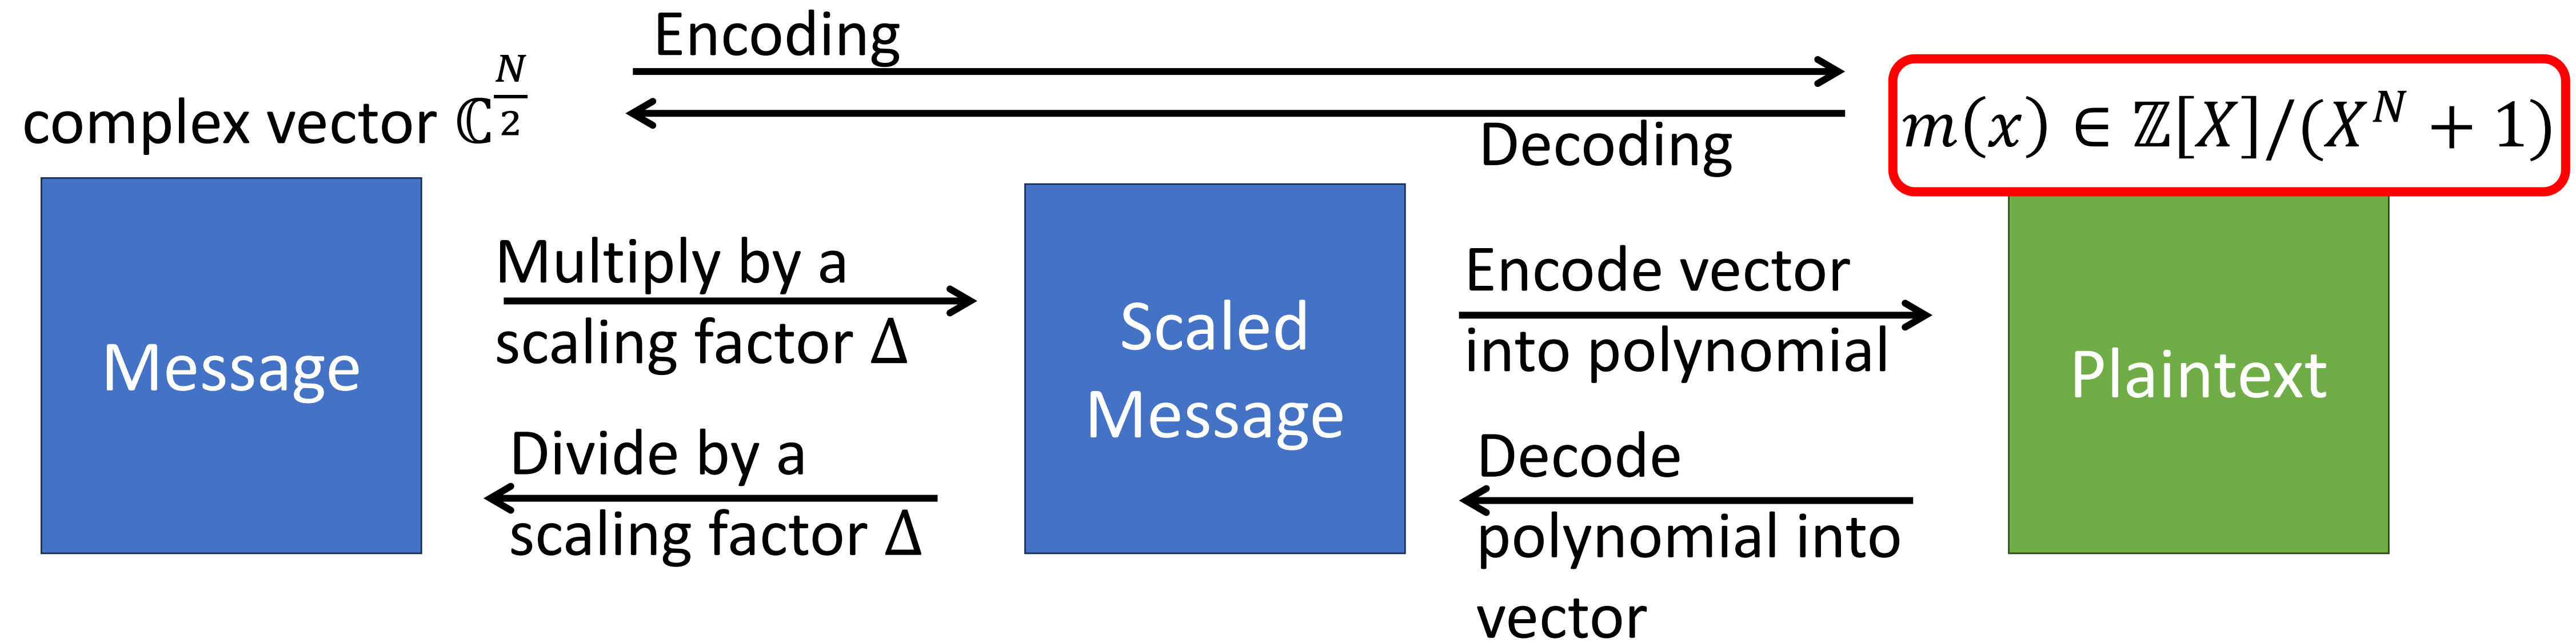 Encoding
complex vector ℂ^(N/2)
Decoding
m(x) ∈ ℤ[X]/(X^N + 1)
Message
Multiply by a
scaling factor Δ
Divide by a
scaling factor Δ
Scaled
Message
Encode vector
into polynomial
Decode
polynomial into
vector
Plaintext